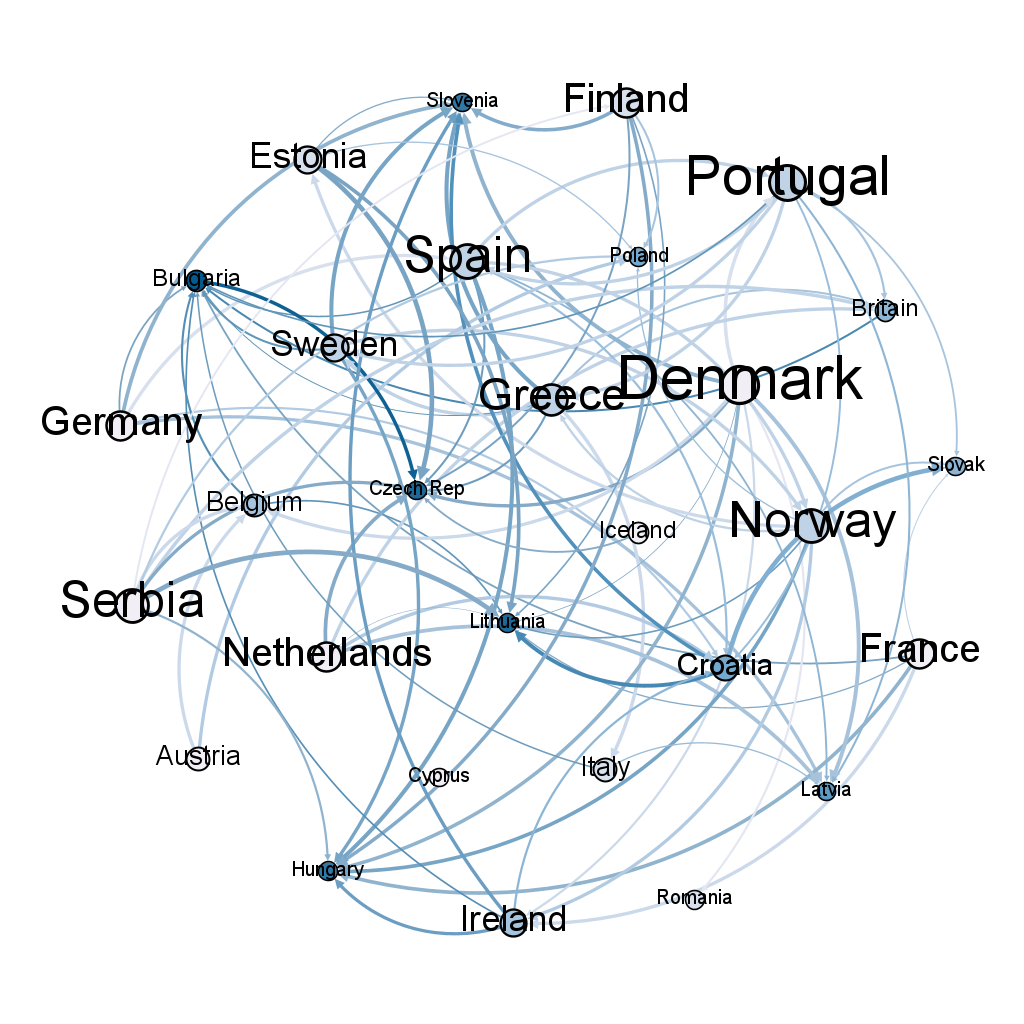 Slovenia
Finland
Estonia
Portugal
Spain
Poland
Bulgaria
Britain
Sweden
Denmark
Greece
Germany
Slovak
Czech Rep
Belgium
Norway
Iceland
Serbia
Lithuania
Netherlands
France
Croatia
Austria
Italy
Cyprus
Latvia
Hungary
Romania
Ireland